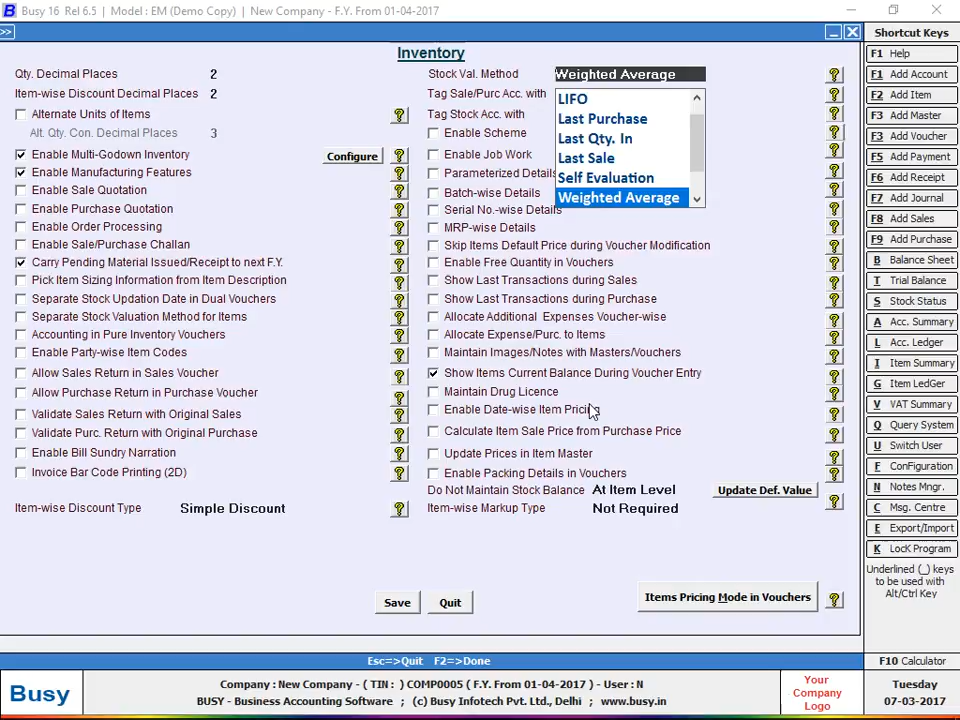 Busy 16 Rel 6.5 | Model : EM (Demo Copy) | New Company - F.Y. From 01-04-2017
>>
Inventory
Qty. Decimal Places 2
Item-wise Discount Decimal Places 2
Alternate Units of Items
Alt. Qty. Con. Decimal Places 3
Enable Multi-Godown Inventory Configure
Enable Manufacturing Features
Enable Sale Quotation
Enable Purchase Quotation
Enable Order Processing
Enable Sale/Purchase Challan
Carry Pending Material Issued/Receipt to next F.Y.
Pick Item Sizing Information from Item Description
Separate Stock Updation Date in Dual Vouchers
Separate Stock Valuation Method for Items
Accounting in Pure Inventory Vouchers
Enable Party-wise Item Codes
Allow Sales Return in Sales Voucher
Allow Purchase Return in Purchase Voucher
Validate Sales Return with Original Sales
Validate Purc. Return with Original Purchase
Enable Bill Sundry Narration
Invoice Bar Code Printing (2D)
Item-wise Discount Type Simple Discount
Stock Val. Method Weighted Average
Tag Sale/Purc Acc. with
Tag Stock Acc. with
LIFO
Last Purchase
Last Qty. In
Last Sale
Self Evaluation
Weighted Average
Enable Scheme
Enable Job Work
Parameterized Details
Batch-wise Details
Serial No.-wise Details
MRP-wise Details
Skip Items Default Price during Voucher Modification
Enable Free Quantity in Vouchers
Show Last Transactions during Sales
Show Last Transactions during Purchase
Allocate Additional Expenses Voucher-wise
Allocate Expense/Purc. to Items
Maintain Images/Notes with Masters/Vouchers
Show Items Current Balance During Voucher Entry
Maintain Drug Licence
Enable Date-wise Item Pricing
Calculate Item Sale Price from Purchase Price
Update Prices in Item Master
Enable Packing Details in Vouchers
Do Not Maintain Stock Balance At Item Level Update Def. Value
Item-wise Markup Type Not Required
Save Quit
Items Pricing Mode in Vouchers
Shortcut Keys
F1 Help
F1 Add Account
F2 Add Item
F3 Add Master
F3 Add Voucher
F5 Add Payment
F6 Add Receipt
F7 Add Journal
F8 Add Sales
F9 Add Purchase
B Balance Sheet
T Trial Balance
S Stock Status
A Acc. Summary
L Acc. Ledger
I Item Summary
G Item LedGer
V VAT Summary
Q Query System
U Switch User
F Configuration
N Notes Mngr.
C Msg. Centre
E Export/Import
K LocK Program
Underlined (_) keys
to be used with
Alt/Ctrl Key
Esc=>Quit F2=>Done
F10 Calculator
Busy
Company : New Company - ( TIN : ) COMP0005 ( F.Y. From 01-04-2017 ) - User : N
BUSY - Business Accounting Software ; (c) Busy Infotech Pvt. Ltd., Delhi ; www.busy.in
Your
Company
Logo
Tuesday
07-03-2017